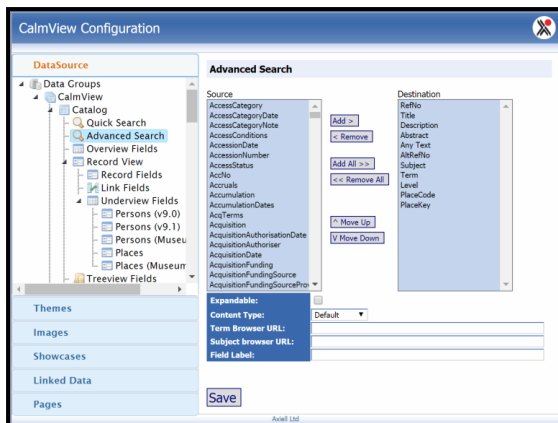 CalmView Configuration
DataSource
Data Groups
CalmView
Catalog
Quick Search
Advanced Search
Overview Fields
Record View
Record Fields
Link Fields
Underview Fields
Persons (v9.0)
Persons (v9.1)
Persons (Museu
Places
Places (Museum
Treeview Fields
Themes
Images
Showcases
Linked Data
Pages
Advanced Search
Source
AccessCategory
AccessCategoryDate
AccessCategoryNote
AccessConditions
AccessionDate
AccessionNumber
AccessStatus
AccNo
Accruals
Accumulation
AccumulationDates
AcqTerms
Acquisition
AcquisitionAuthorisationDate
AcquisitionAuthoriser
AcquisitionDate
AcquisitionFunding
AcquisitionFundingSource
AcquisitionFundingSourceProv
Add >
< Remove
Add All >>
<< Remove All
^ Move Up
V Move Down
Destination
RefNo
Title
Description
Abstract
Any Text
AltRefNo
Subject
Term
Level
PlaceCode
PlaceKey
Expandable:
Content Type: Default
Term Browser URL:
Subject browser URL:
Field Label:
Save
Axiell Ltd